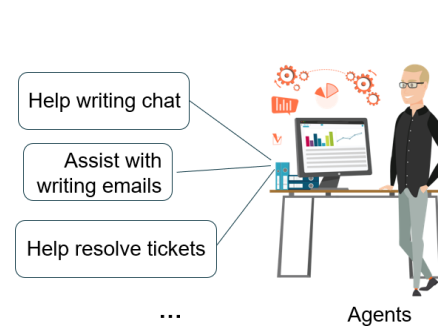 Help writing chat
Assist with
writing emails
Help resolve tickets
...
Agents